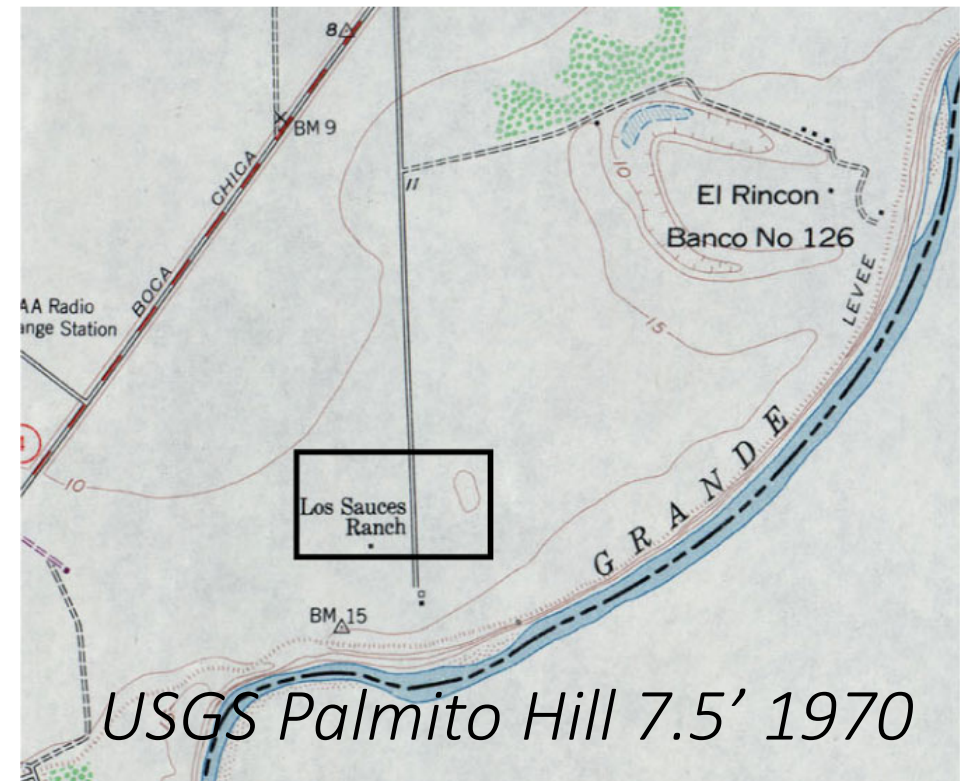 8
BM 9
11
CHICA
10
El Rincon
Banco No 126
BOCA
LEVEE
AA Radio
ange Station
15
GRANDE
4
10
Los Sauces
Ranch
BM 15
USGS Palmito Hill 7.5’ 1970